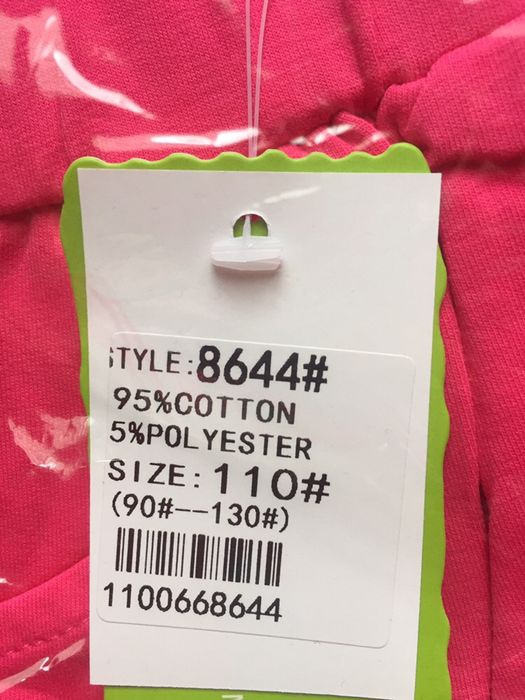 STYLE:8644#
95%COTTON
5%POLYESTER
SIZE: 110#
(90#--130#)
1100668644